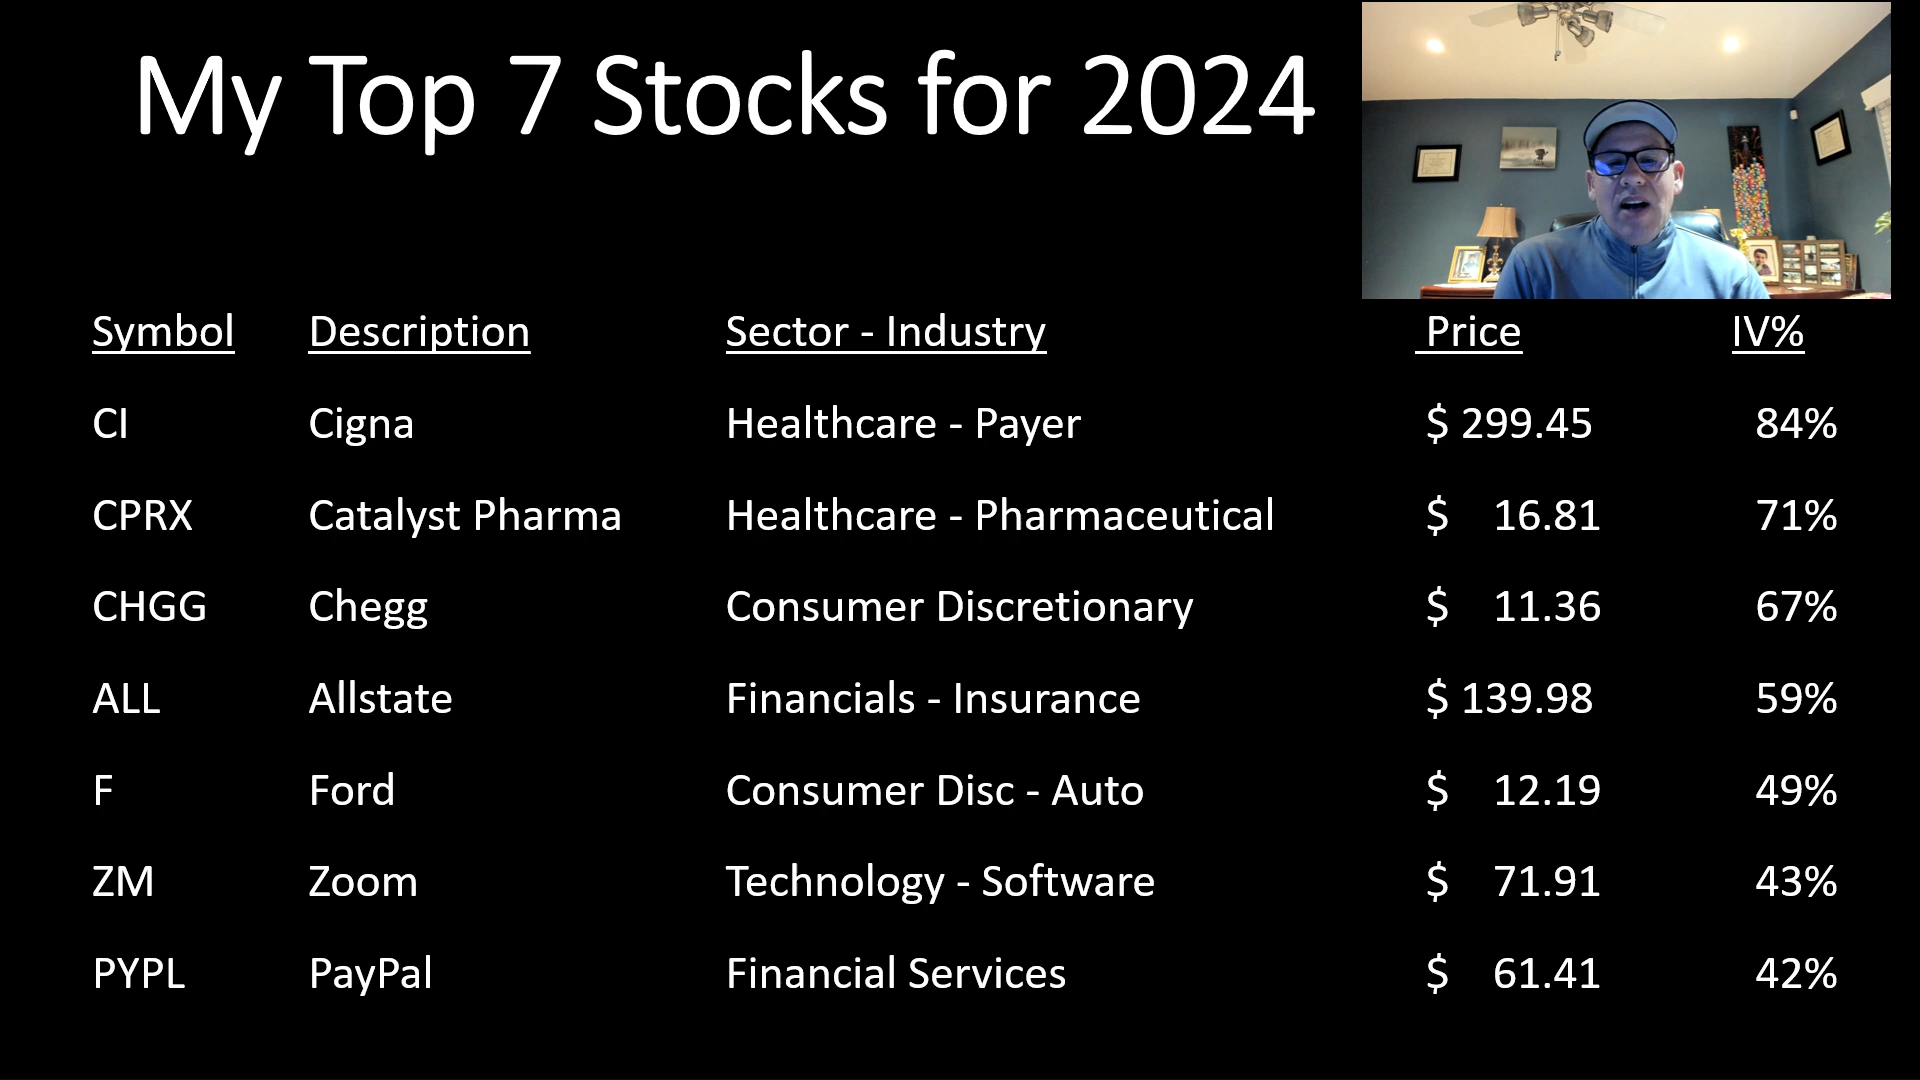 My Top 7 Stocks for 2024
Symbol Description Sector - Industry Price IV%
CI Cigna Healthcare - Payer $ 299.45 84%
CPRX Catalyst Pharma Healthcare - Pharmaceutical $ 16.81 71%
CHGG Chegg Consumer Discretionary $ 11.36 67%
ALL Allstate Financials - Insurance $ 139.98 59%
F Ford Consumer Disc - Auto $ 12.19 49%
ZM Zoom Technology - Software $ 71.91 43%
PYPL PayPal Financial Services $ 61.41 42%